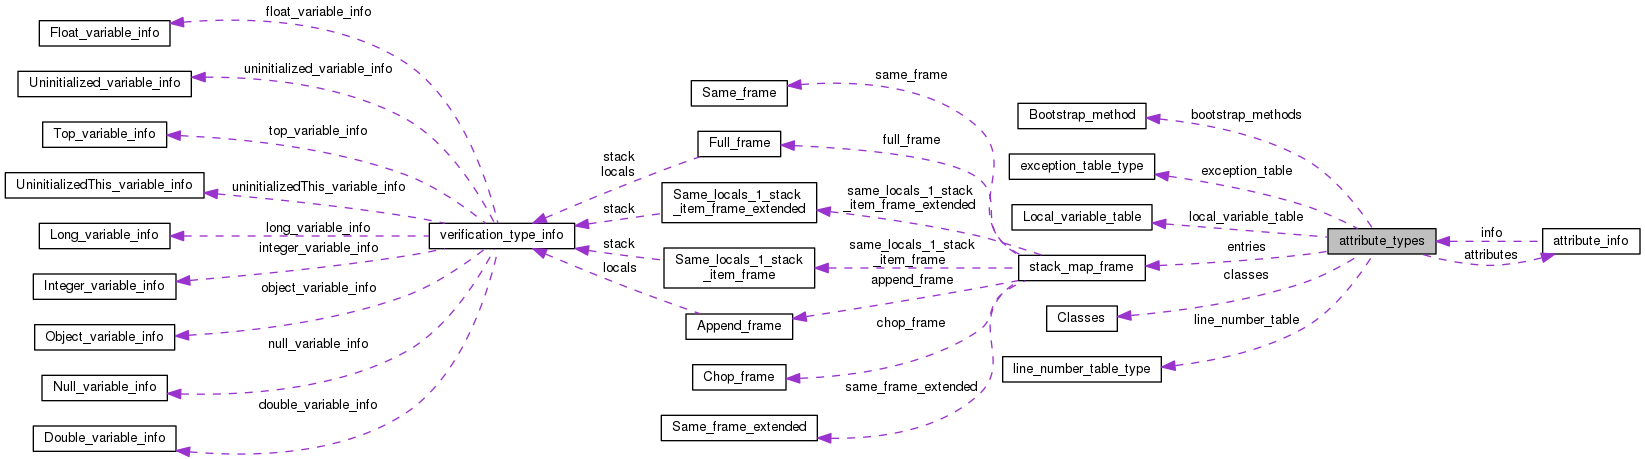 float_variable_info
Float_variable_info
uninitialized_variable_info
Uninitialized_variable_info
top_variable_info
Top_variable_info
uninitializedThis_variable_info
UninitializedThis_variable_info
long_variable_info
Long_variable_info
integer_variable_info
Integer_variable_info
object_variable_info
Object_variable_info
null_variable_info
Null_variable_info
double_variable_info
Double_variable_info
verification_type_info
stack
locals
stack
stack
locals
Same_frame
Full_frame
Same_locals_1_stack
_item_frame_extended
Same_locals_1_stack
_item_frame
Append_frame
Chop_frame
Same_frame_extended
same_frame
full_frame
same_locals_1_stack
_item_frame_extended
same_locals_1_stack
_item_frame
append_frame
chop_frame
same_frame_extended
Bootstrap_method
exception_table_type
Local_variable_table
stack_map_frame
Classes
line_number_table_type
bootstrap_methods
exception_table
local_variable_table
entries
classes
line_number_table
attribute_types
info
attributes
attribute_info